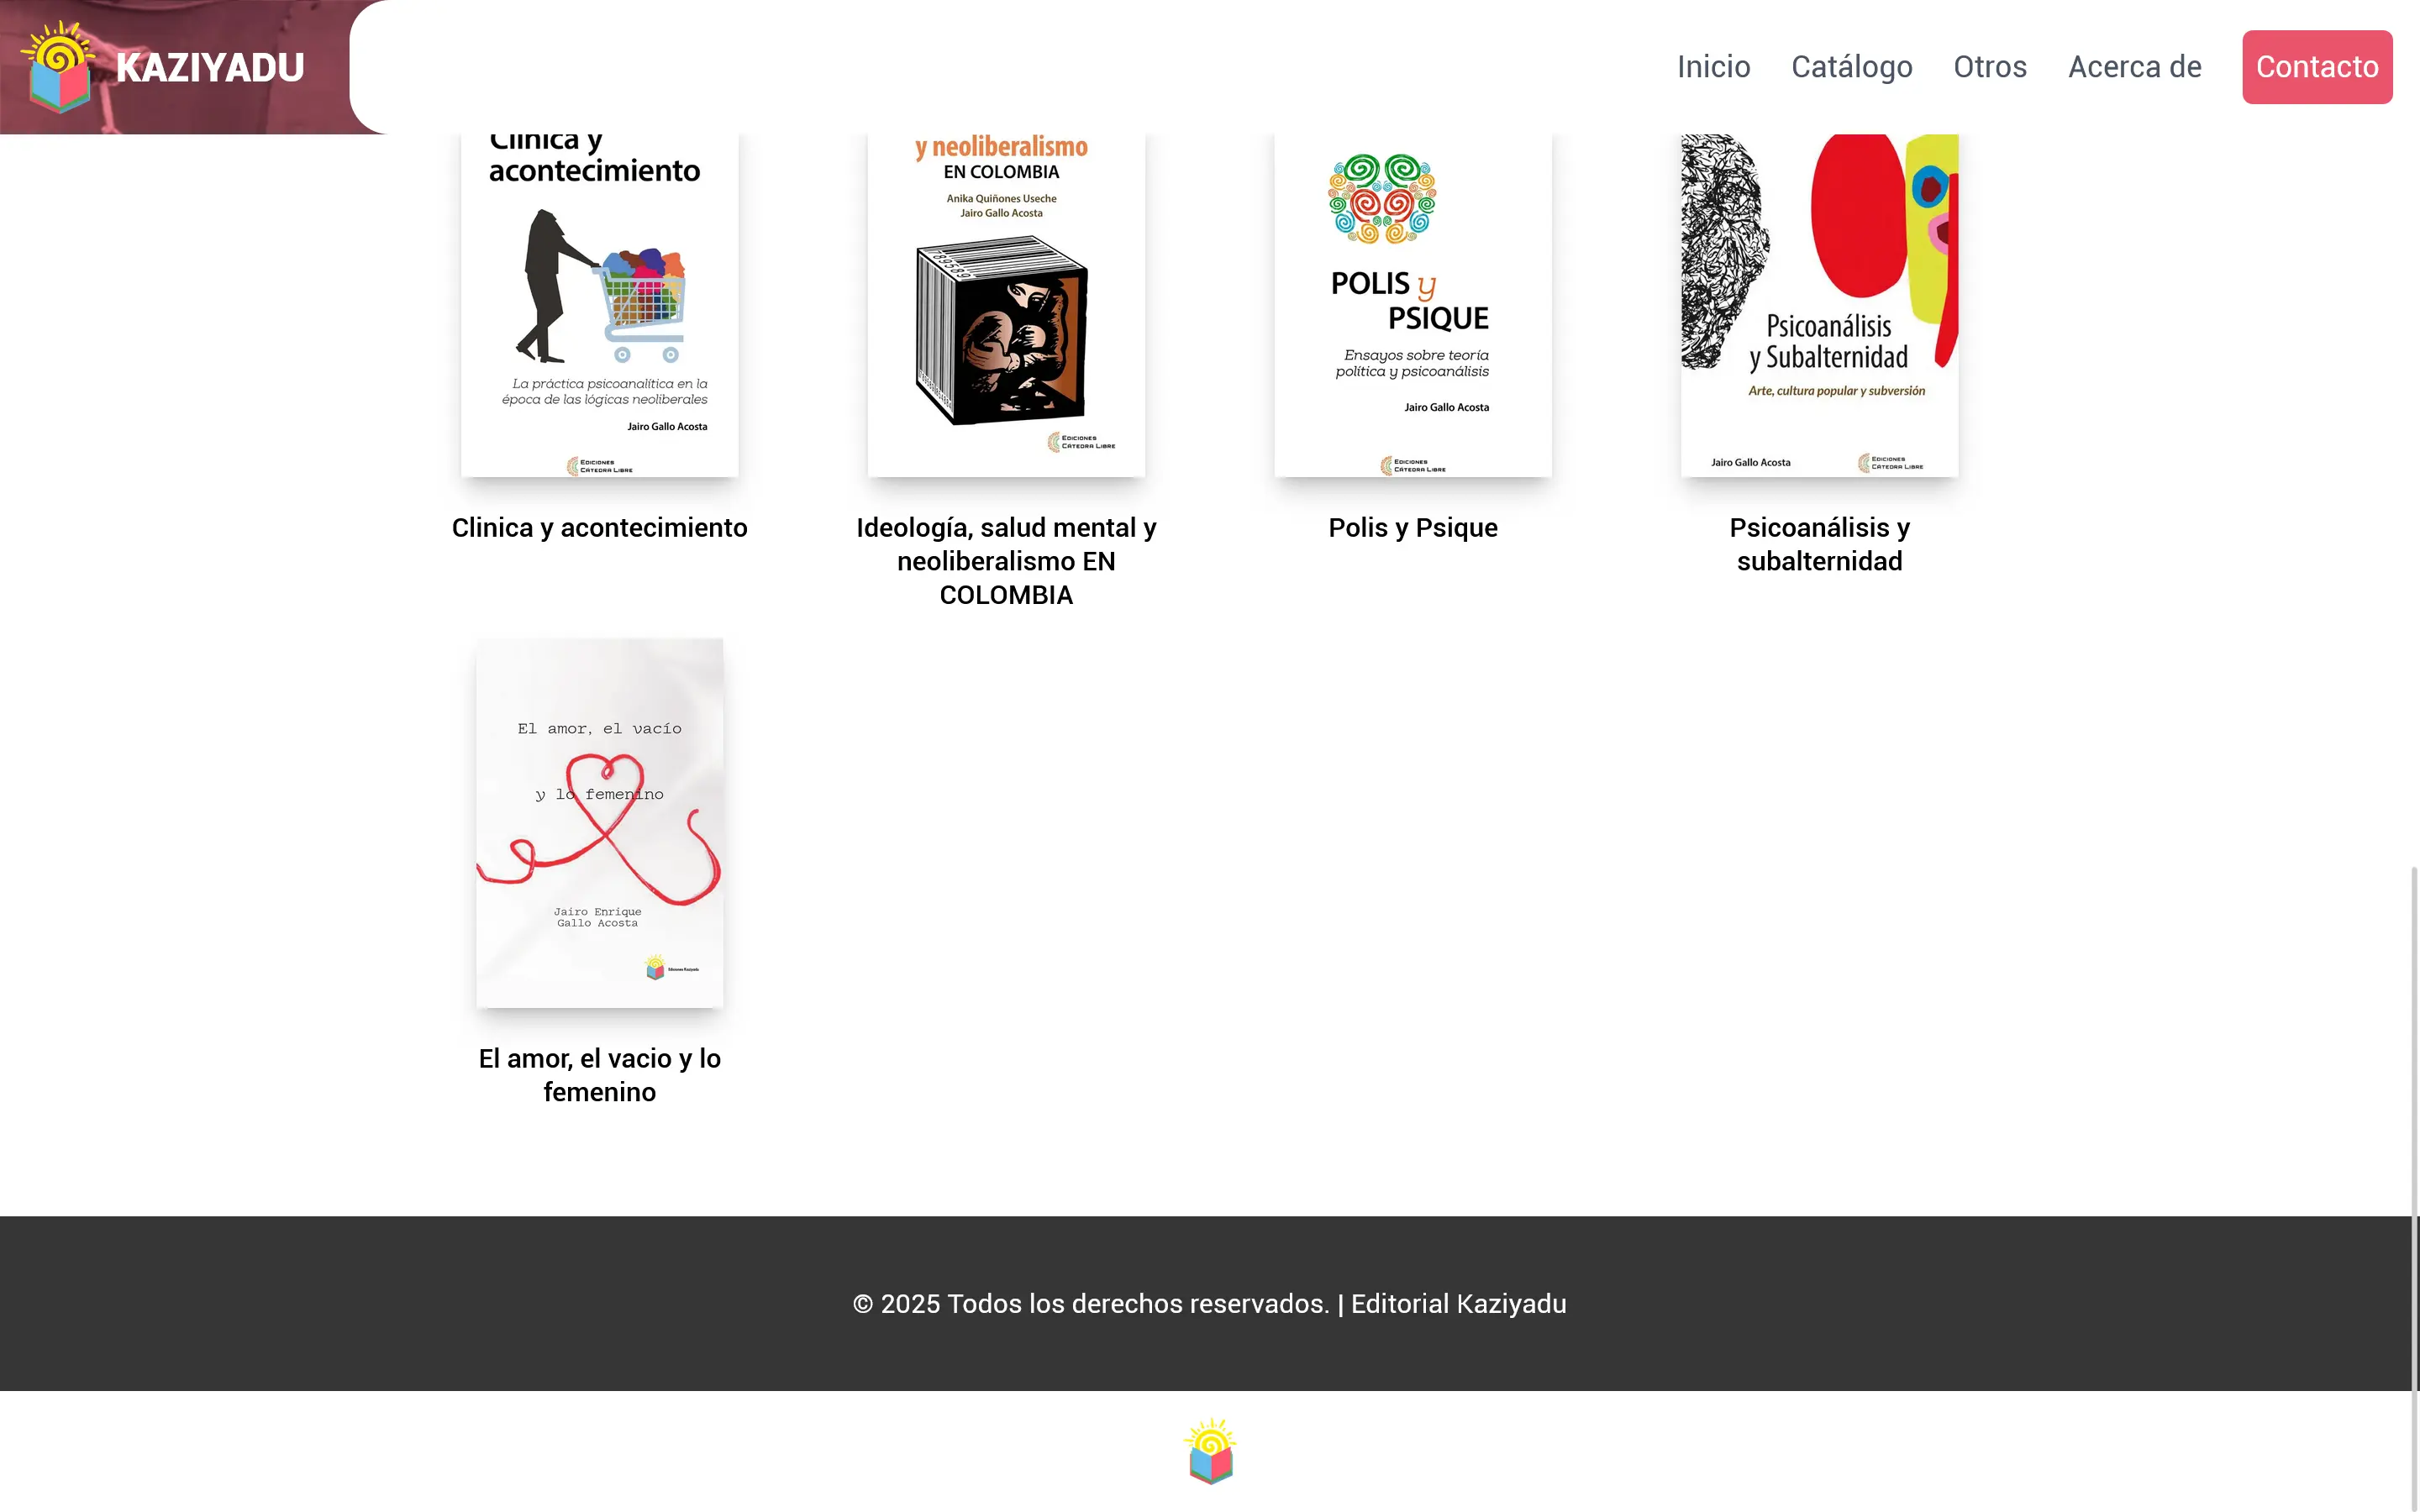 KAZIYADU
Inicio
Catálogo
Otros
Acerca de
Contacto
Clínica y
acontecimiento
La práctica psicoanalítica en la
época de las lógicas neoliberales
Jairo Gallo Acosta
EDICIONES
CÁTEDRA LIBRE
y neoliberalismo
EN COLOMBIA
Anika Quiñones Useche
Jairo Gallo Acosta
789589
EDICIONES
CÁTEDRA LIBRE
POLIS y
PSIQUE
Ensayos sobre teoría
política y psicoanálisis
Jairo Gallo Acosta
EDICIONES
CÁTEDRA LIBRE
Psicoanálisis
y Subalternidad
Arte, cultura popular y subversión
Jairo Gallo Acosta
EDICIONES
CÁTEDRA LIBRE
Clinica y acontecimiento
Ideología, salud mental y
neoliberalismo EN
COLOMBIA
Polis y Psique
Psicoanálisis y
subalternidad
El amor, el vacío
y lo femenino
Jairo Enrique
Gallo Acosta
Ediciones Kaziyadu
El amor, el vacio y lo
femenino
© 2025 Todos los derechos reservados. | Editorial Kaziyadu